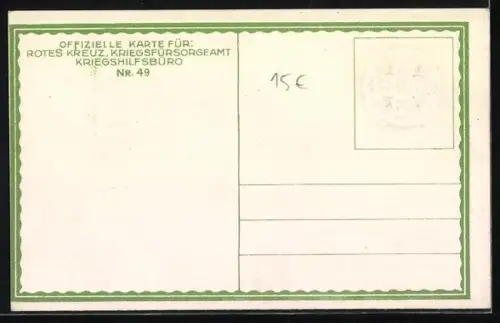 OFFIZIELLE KARTE FÜR:
ROTES KREUZ, KRIEGSFÜRSORGEAMT
KRIEGSHILFSBÜRO
NR. 49
15€